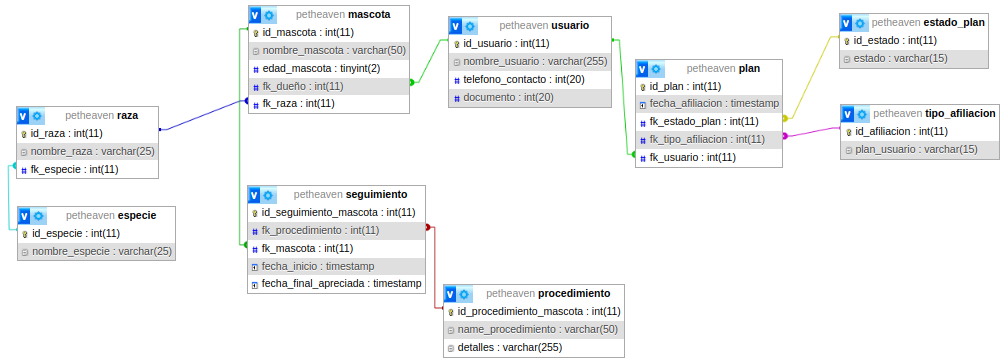 petheaven mascota
id_mascota : int(11)
nombre_mascota : varchar(50)
edad_mascota : tinyint(2)
fk_dueño : int(11)
fk_raza : int(11)
petheaven usuario
id_usuario : int(11)
nombre_usuario : varchar(255)
telefono_contacto : int(20)
documento : int(20)
petheaven plan
id_plan : int(11)
fecha_afiliacion : timestamp
fk_estado_plan : int(11)
fk_tipo_afiliacion : int(11)
fk_usuario : int(11)
petheaven estado_plan
id_estado : int(11)
estado : varchar(15)
petheaven tipo_afiliacion
id_afiliacion : int(11)
plan_usuario : varchar(15)
petheaven raza
id_raza : int(11)
nombre_raza : varchar(25)
fk_especie : int(11)
petheaven especie
id_especie : int(11)
nombre_especie : varchar(25)
petheaven seguimiento
id_seguimiento_mascota : int(11)
fk_procedimiento : int(11)
fk_mascota : int(11)
fecha_inicio : timestamp
fecha_final_apreciada : timestamp
petheaven procedimiento
id_procedimiento_mascota : int(11)
name_procedimiento : varchar(50)
detalles : varchar(255)